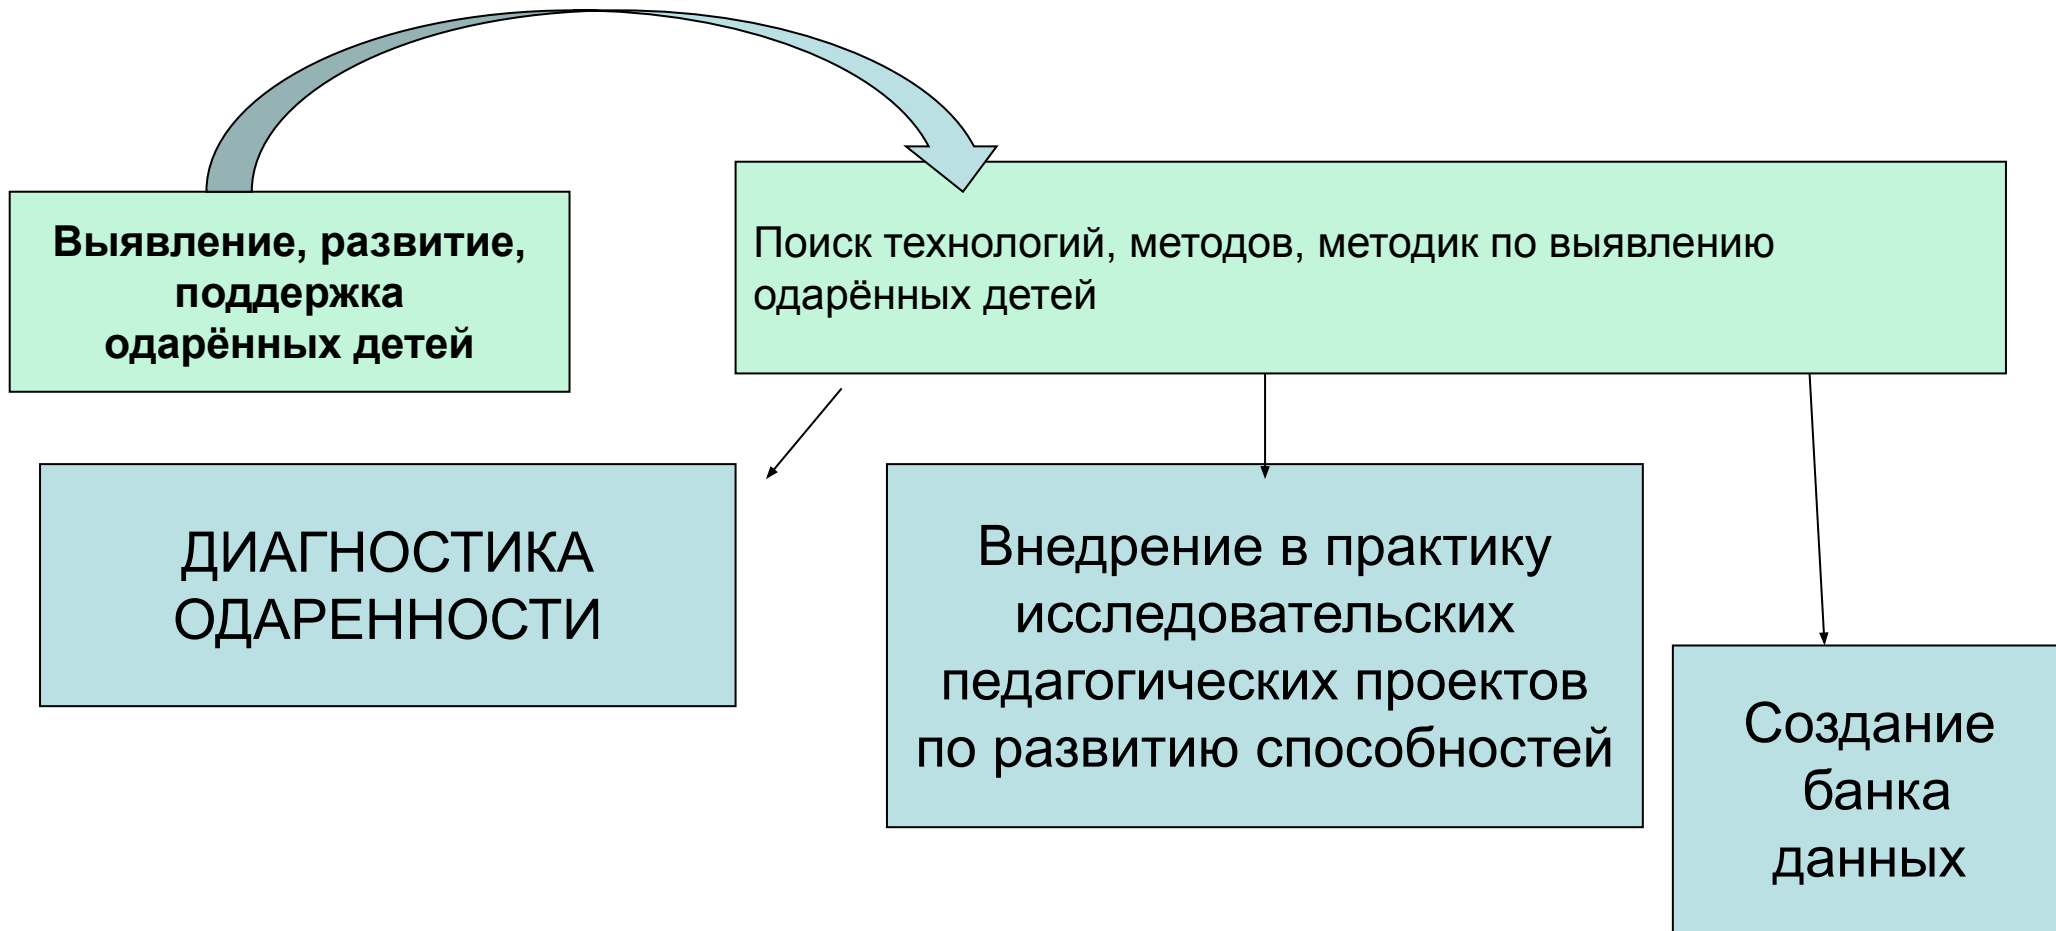 Выявление, развитие,
поддержка
одарённых детей
Поиск технологий, методов, методик по выявлению
одарённых детей
ДИАГНОСТИКА
ОДАРЕННОСТИ
Внедрение в практику
исследовательских
педагогических проектов
по развитию способностей
Создание
банка
данных